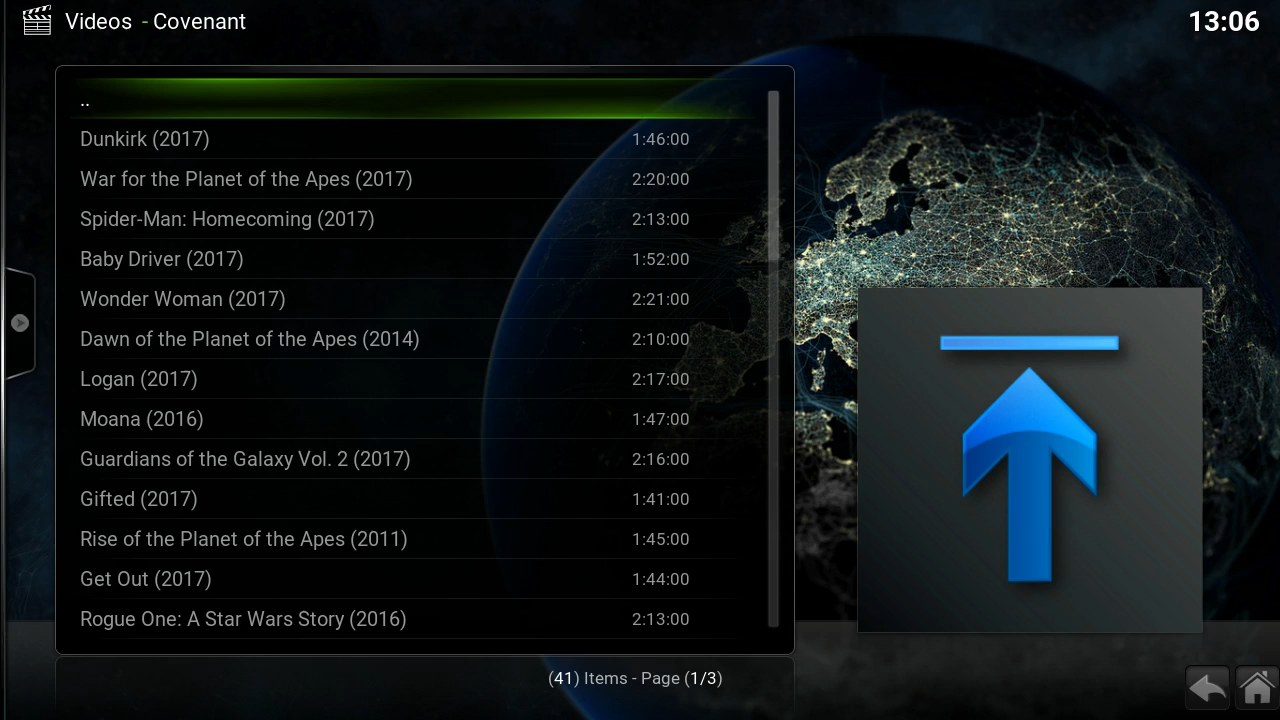 Videos - Covenant
13:06
..
Dunkirk (2017) 1:46:00
War for the Planet of the Apes (2017) 2:20:00
Spider-Man: Homecoming (2017) 2:13:00
Baby Driver (2017) 1:52:00
Wonder Woman (2017) 2:21:00
Dawn of the Planet of the Apes (2014) 2:10:00
Logan (2017) 2:17:00
Moana (2016) 1:47:00
Guardians of the Galaxy Vol. 2 (2017) 2:16:00
Gifted (2017) 1:41:00
Rise of the Planet of the Apes (2011) 1:45:00
Get Out (2017) 1:44:00
Rogue One: A Star Wars Story (2016) 2:13:00
(41) Items - Page (1/3)